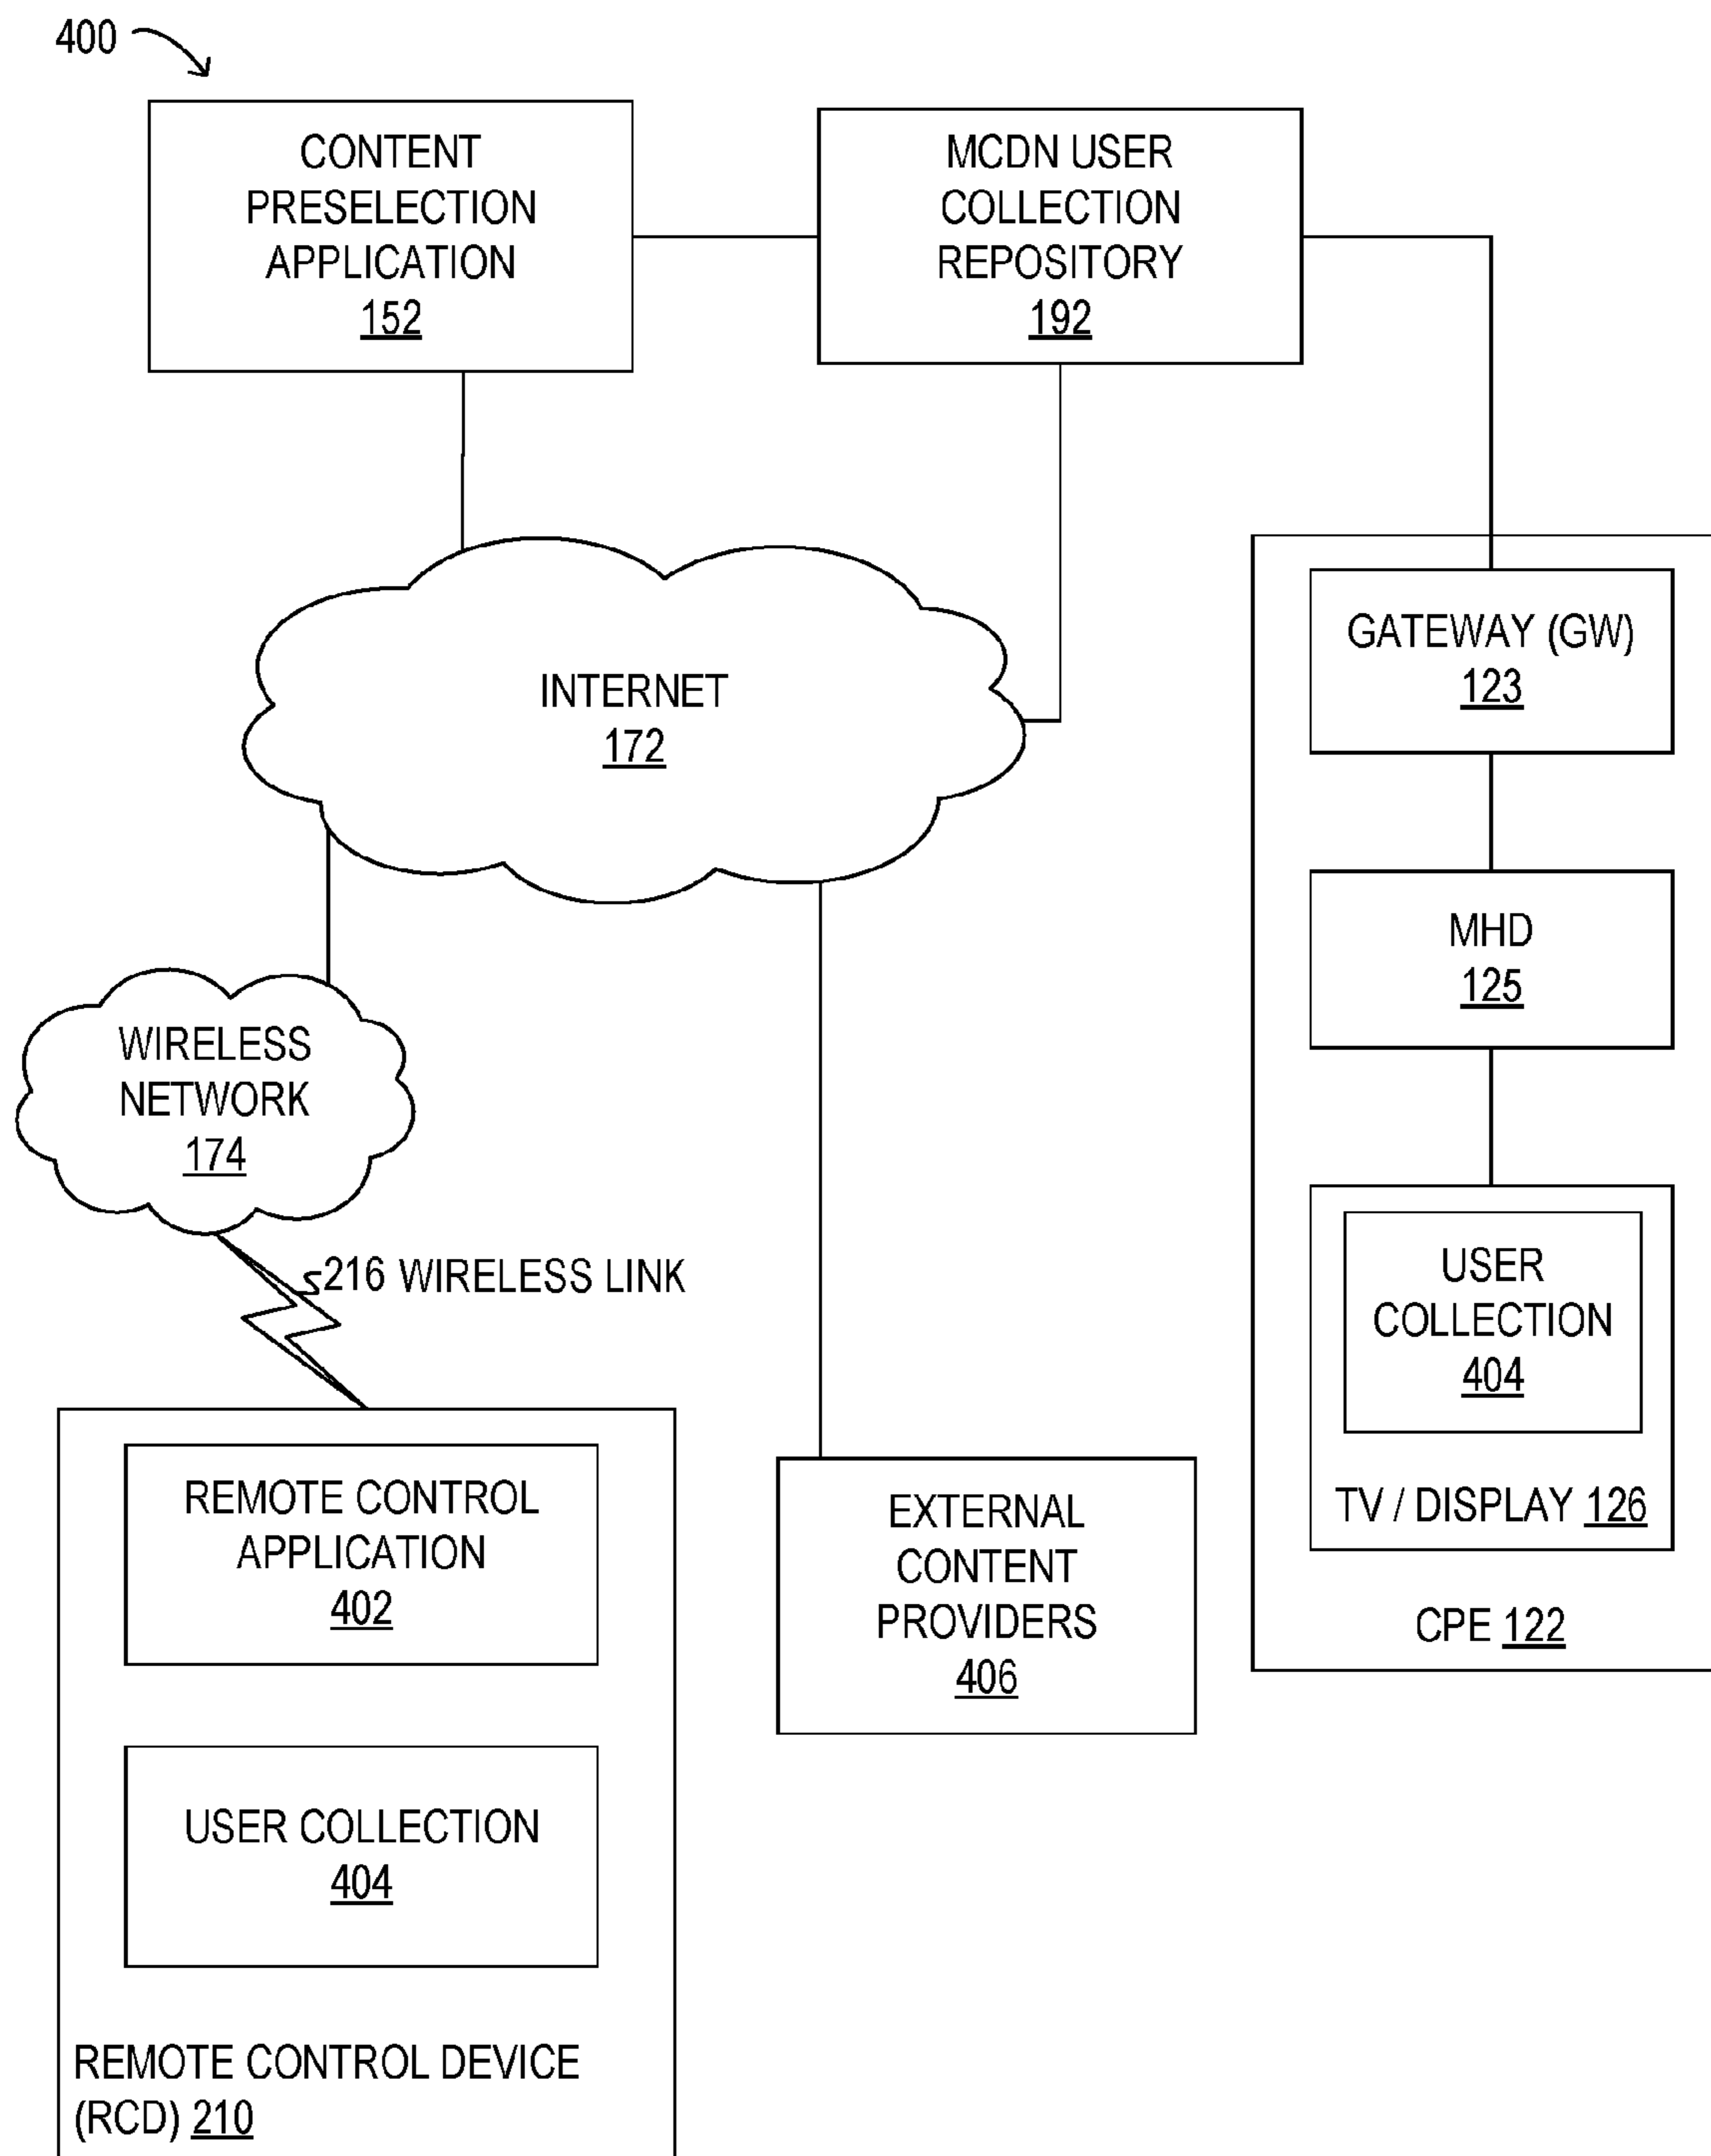 400
CONTENT
PRESELECTION
APPLICATION
152
MCDN USER
COLLECTION
REPOSITORY
192
INTERNET
172
GATEWAY (GW)
123
MHD
125
WIRELESS
NETWORK
174
216 WIRELESS LINK
USER
COLLECTION
404
TV / DISPLAY 126
CPE 122
REMOTE CONTROL
APPLICATION
402
EXTERNAL
CONTENT
PROVIDERS
406
USER COLLECTION
404
REMOTE CONTROL DEVICE
(RCD) 210